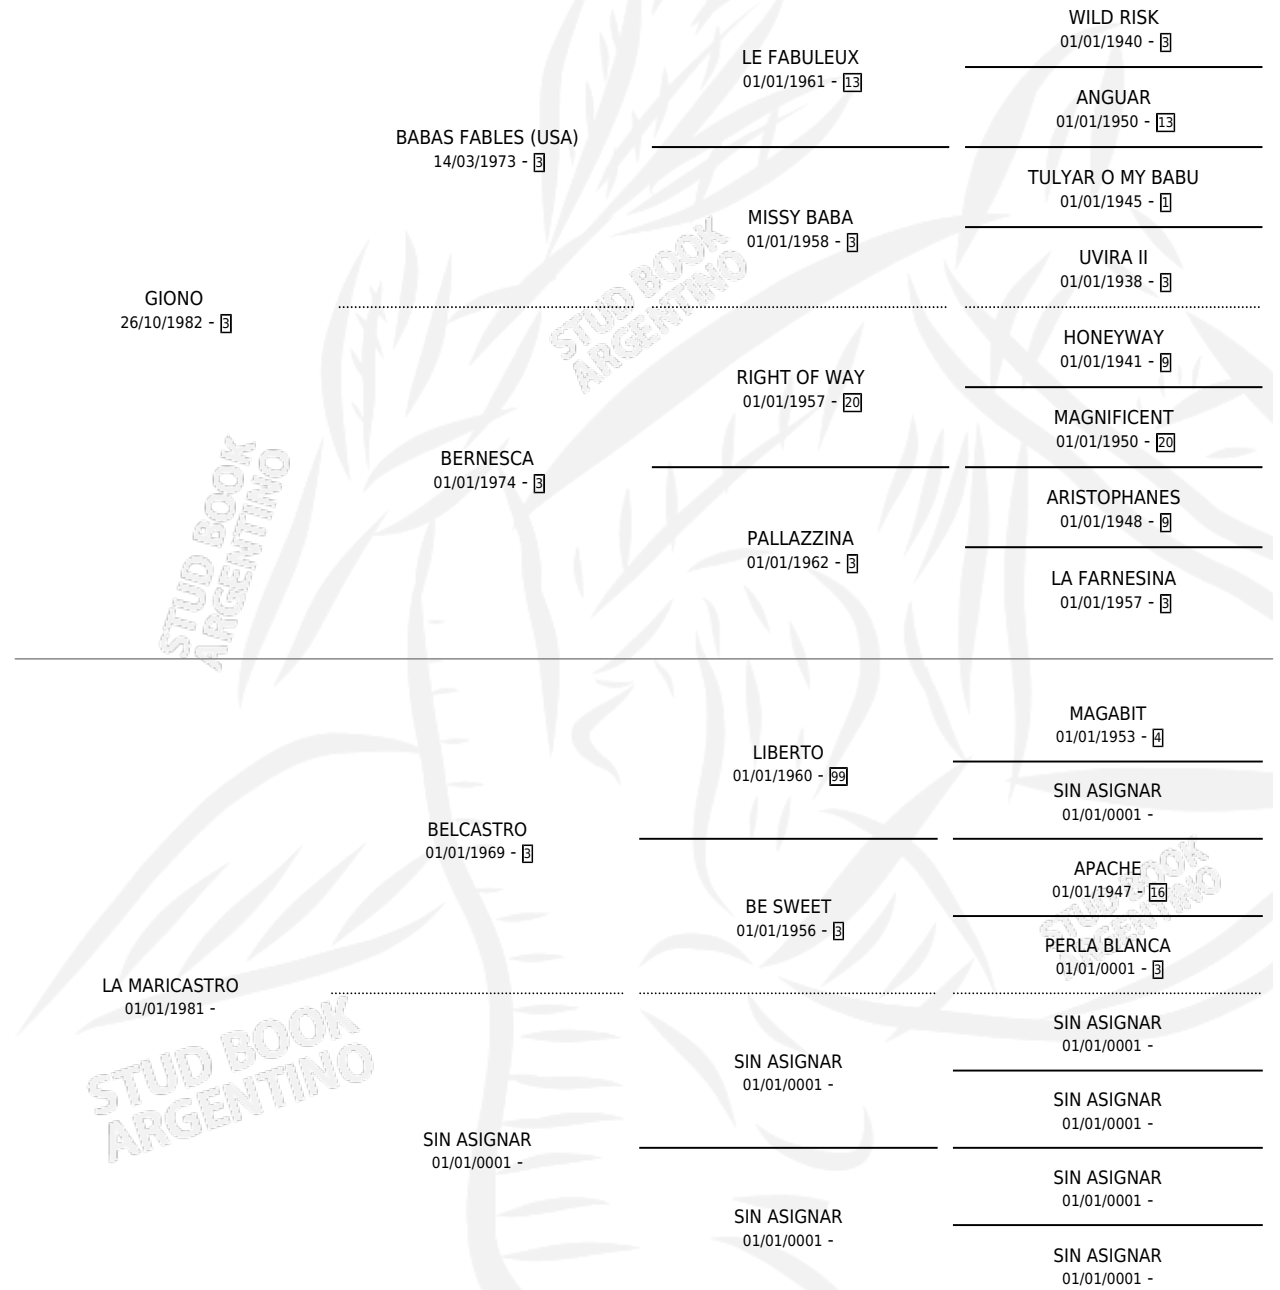 WILD RISK
01/01/1940 - 3
LE FABULEUX
01/01/1961 - 13
ANGUAR
01/01/1950 - 13
BABAS FABLES (USA)
14/03/1973 - 3
TULYAR O MY BABU
01/01/1945 - 1
MISSY BABA
01/01/1958 - 3
UVIRA II
01/01/1938 - 3
GIONO
26/10/1982 - 3
HONEYWAY
01/01/1941 - 9
RIGHT OF WAY
01/01/1957 - 20
MAGNIFICENT
01/01/1950 - 20
BERNESCA
01/01/1974 - 3
ARISTOPHANES
01/01/1948 - 9
PALLAZZINA
01/01/1962 - 3
LA FARNESINA
01/01/1957 - 3
MAGABIT
01/01/1953 - 4
LIBERTO
01/01/1960 - 99
SIN ASIGNAR
01/01/0001 -
BELCASTRO
01/01/1969 - 3
APACHE
01/01/1947 - 16
BE SWEET
01/01/1956 - 3
PERLA BLANCA
01/01/0001 - 3
LA MARICASTRO
01/01/1981 -
SIN ASIGNAR
01/01/0001 -
SIN ASIGNAR
01/01/0001 -
SIN ASIGNAR
01/01/0001 -
SIN ASIGNAR
01/01/0001 -
SIN ASIGNAR
01/01/0001 -
SIN ASIGNAR
01/01/0001 -
SIN ASIGNAR
01/01/0001 -
STUD BOOK
ARGENTINO
STUD BOOK
ARGENTINO
STUD BOOK
ARGENTINO
STUD BOOK
ARGENTINO